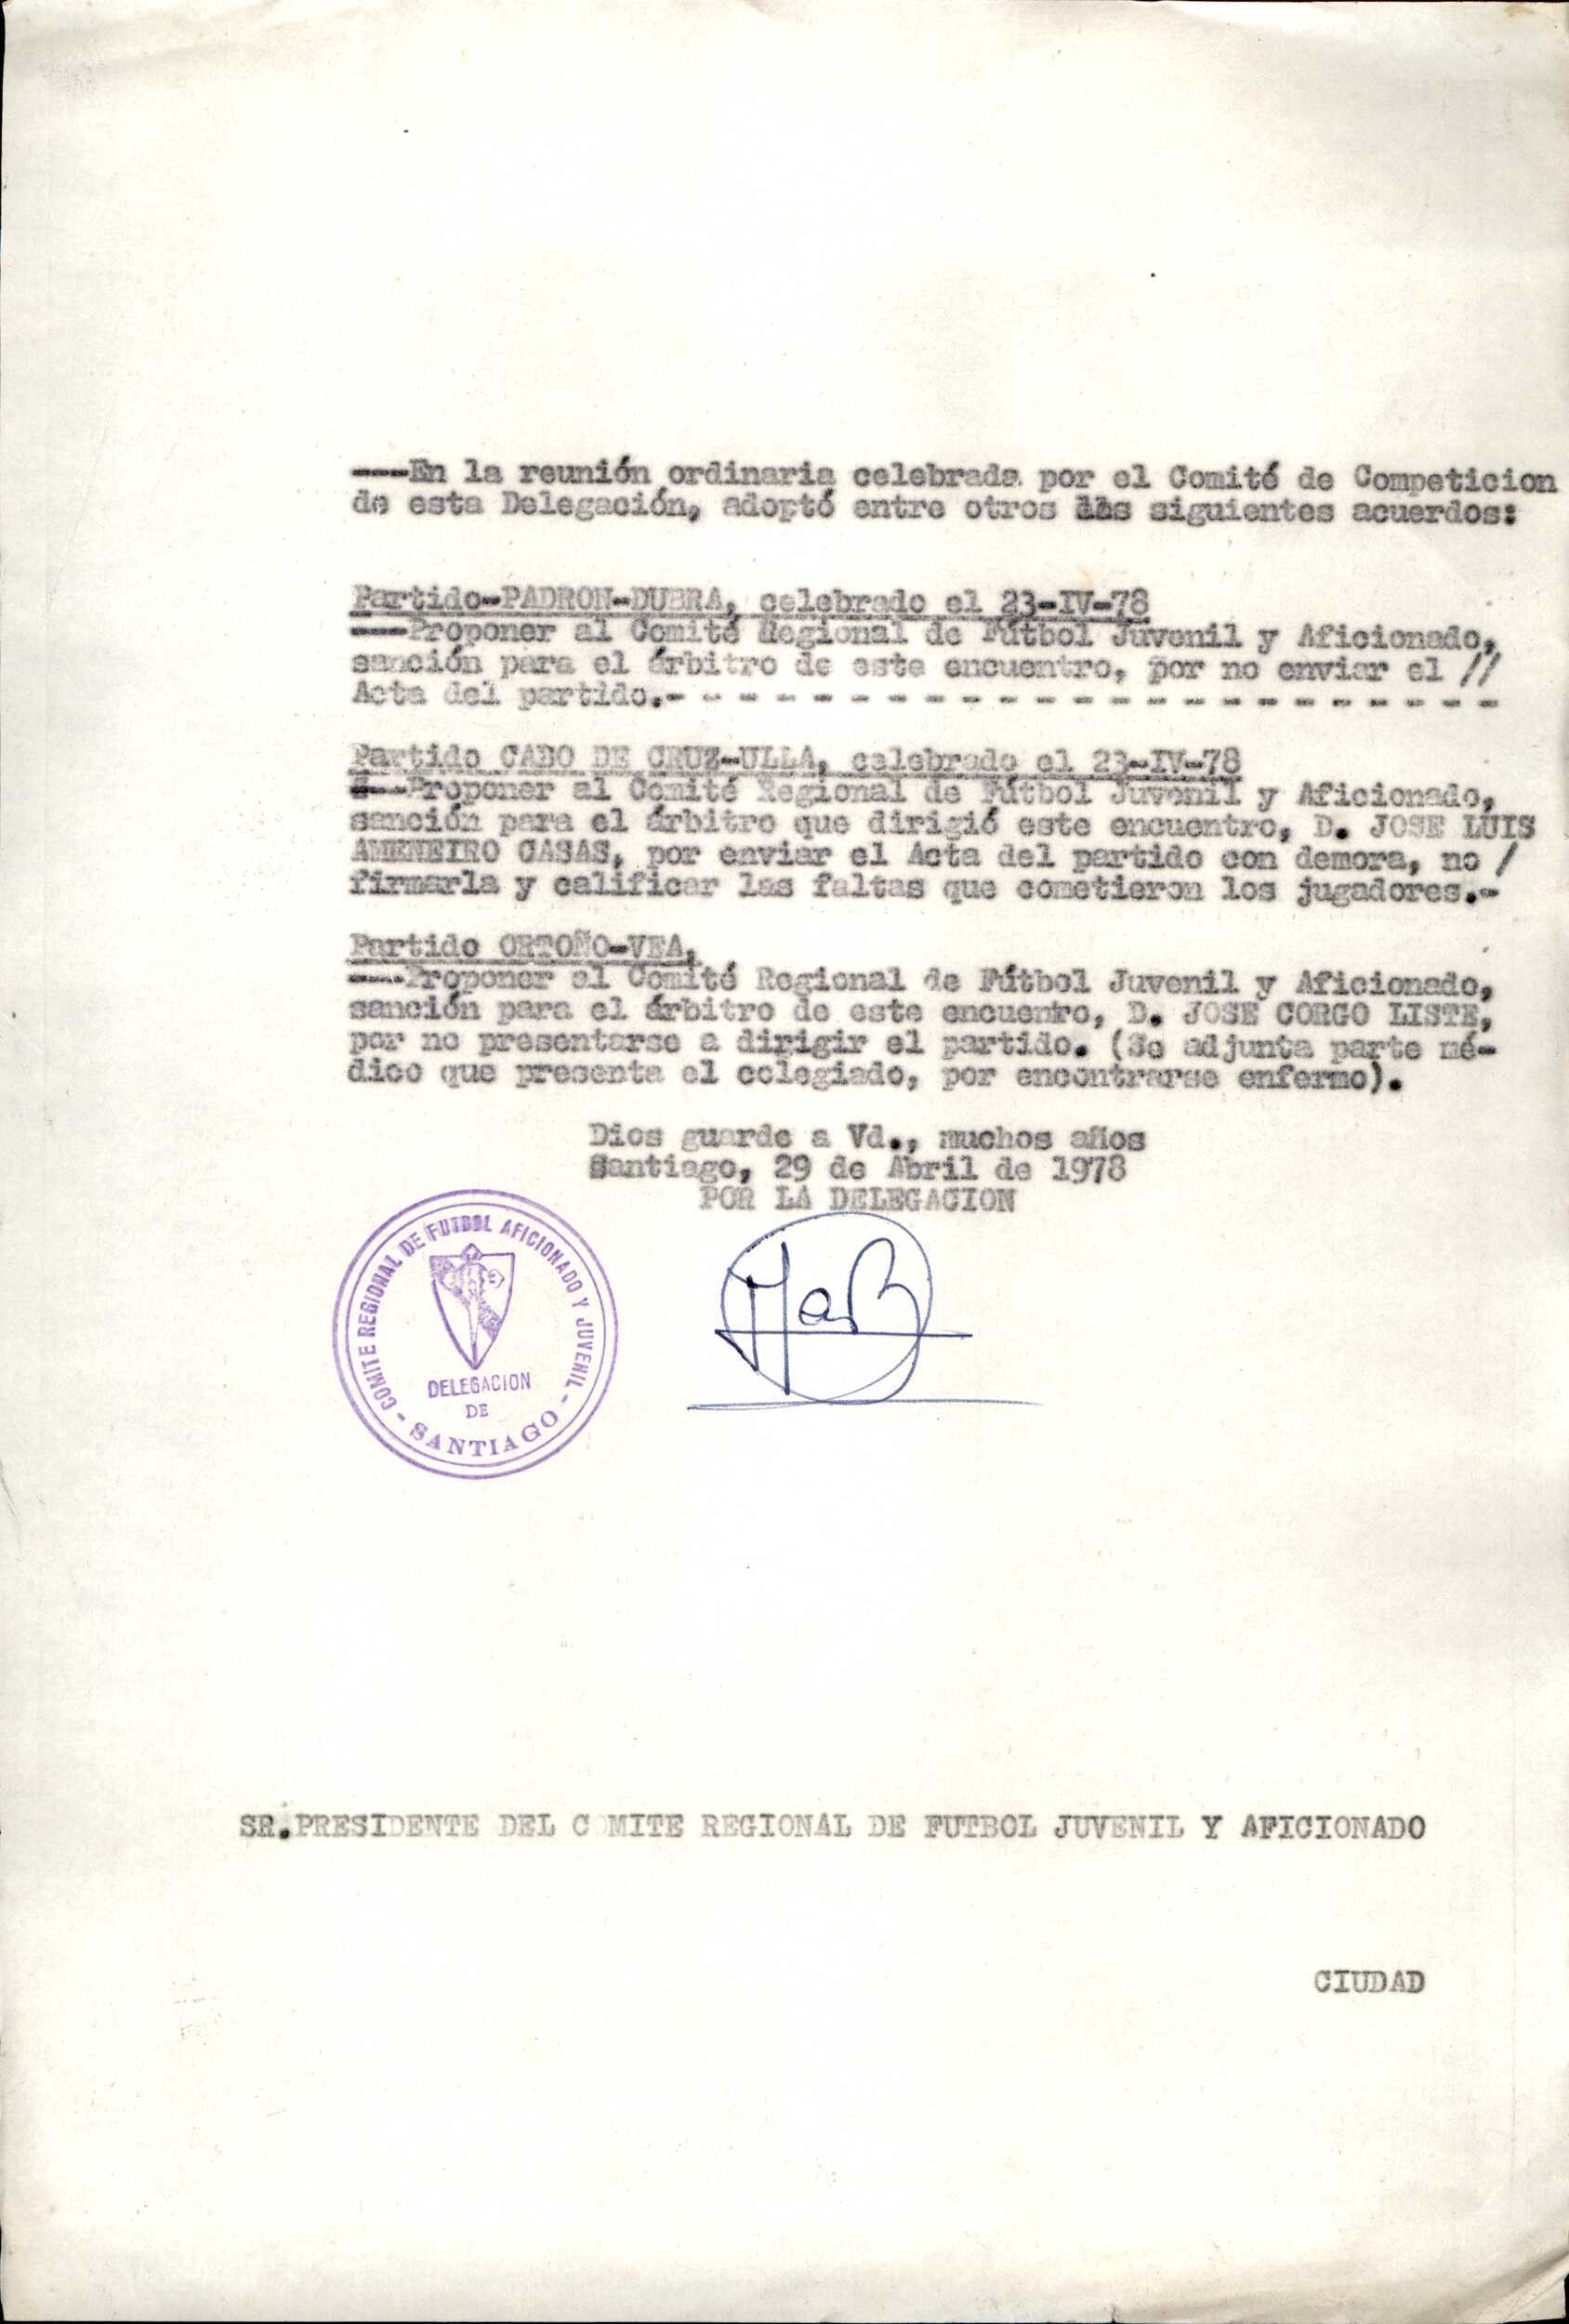 ---En la reunión ordinaria celebrada por el Comité de Competicion
de esta Delegación, adoptó entre otros siguientes acuerdos:
Partido-PADRON-DUBRA, celebrado el 23-IV-78
---Proponer al Comité Regional de Fútbol Juvenil y Aficionado,
sanción para el árbitro de este encuentro, por no enviar el //
Acta del partido.- - - - - - - - - - - - - - - - - - - - - - -
Partido CABO DE CRUZ-ULLA, celebrado el 23-IV-78
---Proponer al Comité Regional de Fútbol Juvenil y Aficionado,
sanción para el árbitro que dirigió este encuentro, D. JOSE LUIS
AMENEIRO CASAS, por enviar el Acta del partido con demora, no /
firmarla y calificar las faltas que cometieron los jugadores.-
Partido ORTOÑO-VEA,
---Proponer al Comité Regional de Fútbol Juvenil y Aficionado,
sanción para el árbitro de este encuentro, D. JOSE CORGO LISTE,
por no presentarse a dirigir el partido. (Se adjunta parte mé-
dico que presenta el colegiado, por encontrarse enfermo).
Dios guarde a Vd., muchos años
Santiago, 29 de Abril de 1978
POR LA DELEGACION
- COMITE REGIONAL DE FUTBOL AFICIONADO Y JUVENIL -
DELEGACION
DE
SANTIAGO
SR.PRESIDENTE DEL C MITE REGIONAL DE FUTBOL JUVENIL Y AFICIONADO
CIUDAD